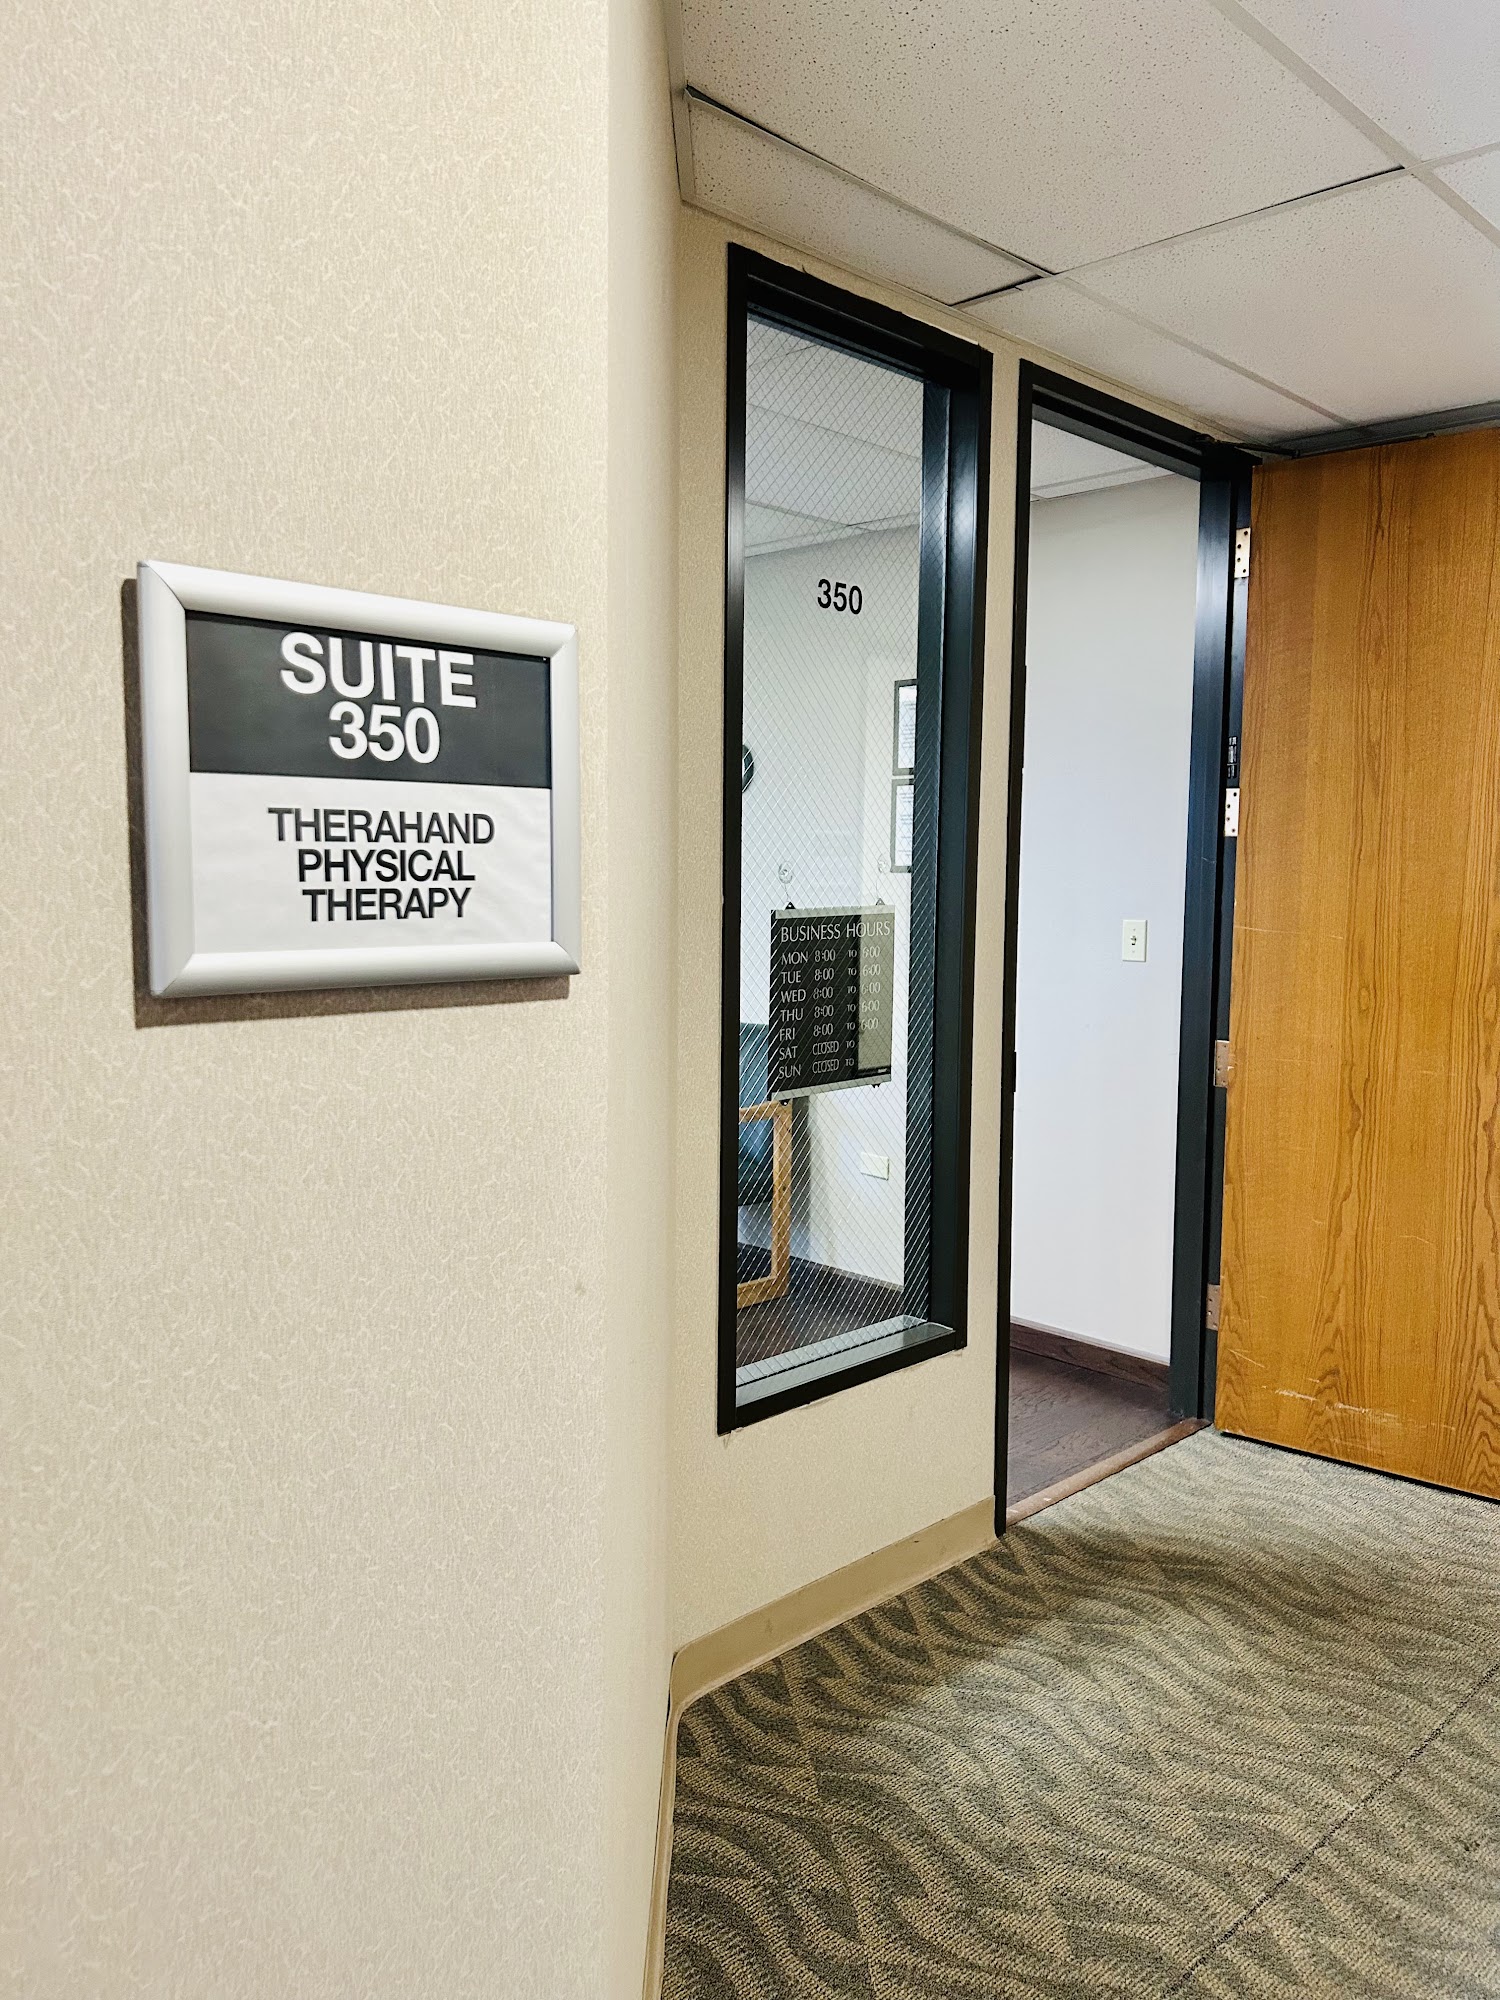 SUITE
350
THERAHAND
PHYSICAL
THERAPY
350
BUSINESS HOURS
MON 8:00 TO 6:00
TUE 8:00 TO 6:00
WED 8:00 TO 6:00
THU 8:00 TO 6:00
FRI 8:00 TO 6:00
SAT CLOSED TO
SUN CLOSED TO